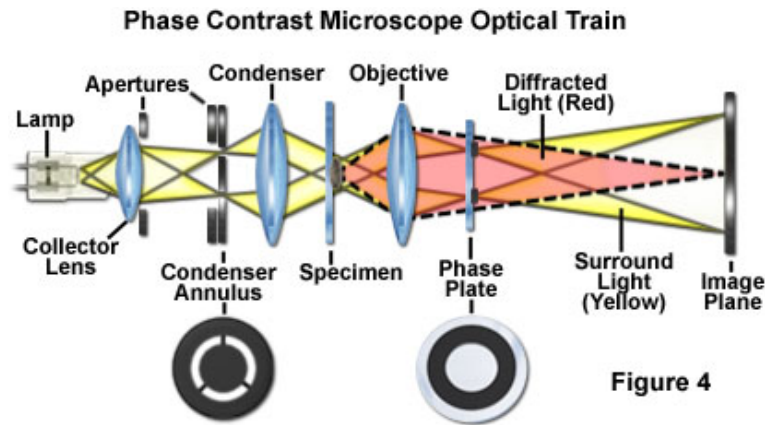 Phase Contrast Microscope Optical Train
Apertures
Condenser
Objective
Diffracted
Light (Red)
Lamp
Collector
Lens
Condenser
Annulus
Specimen
Phase
Plate
Surround
Light
(Yellow)
Image
Plane
Figure 4